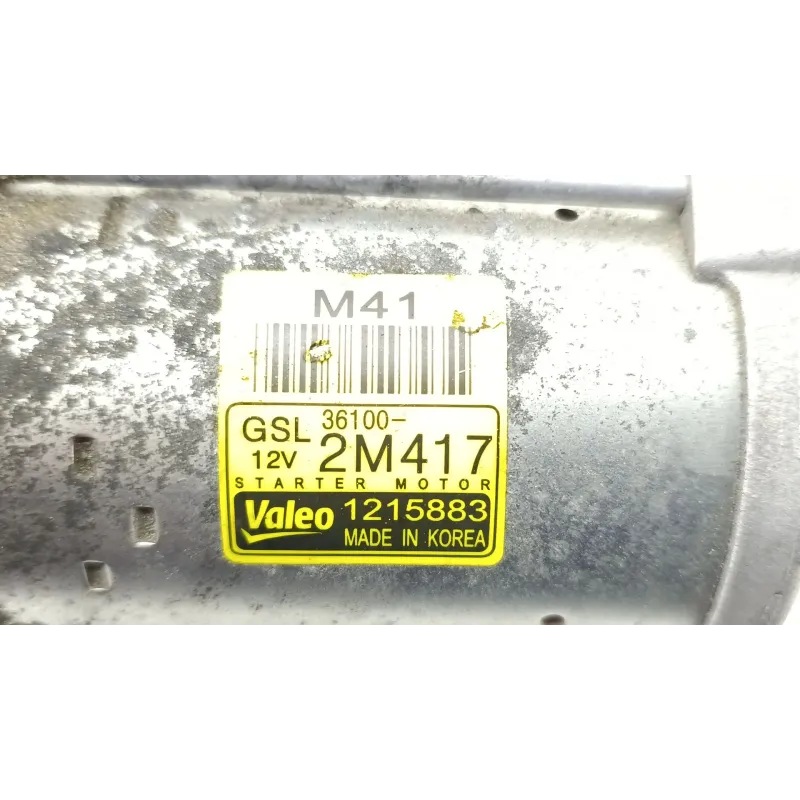 M41
GSL 36100-
12V 2M417
STARTER MOTOR
Valeo 1215883
MADE IN KOREA